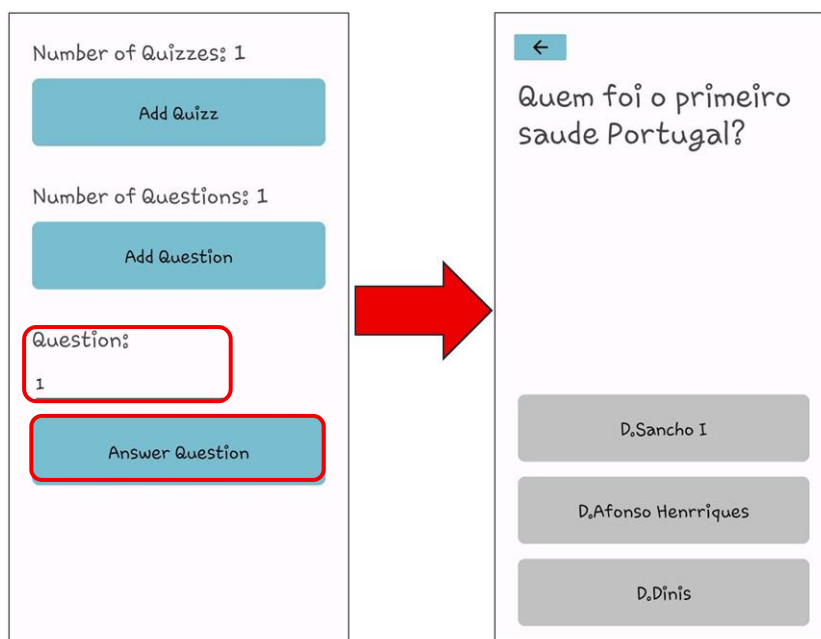 Number of Quizzes: 1
Add Quizz
Number of Questions: 1
Add Question
Question:
1
Answer Question
←
Quem foi o primeiro
saude Portugal?
D.Sancho I
D.Afonso Henrriques
D.Dinis